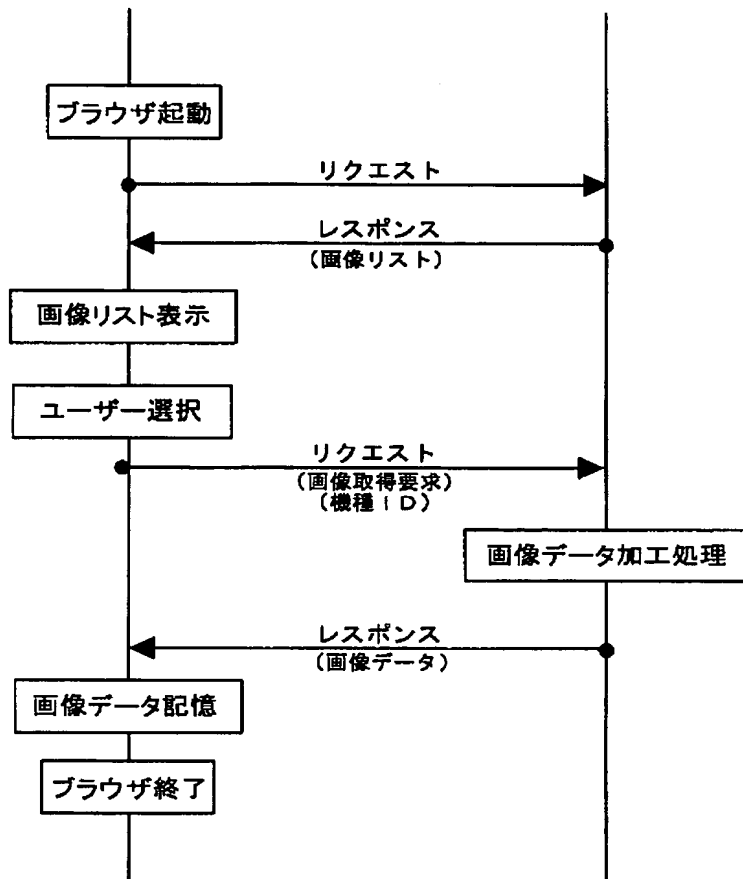 ブラウザ起動
リクエスト
レスポンス
(画像リスト)
画像リスト表示
ユーザー選択
リクエスト
(画像取得要求)
(機種ID)
画像データ加工処理
レスポンス
(画像データ)
画像データ記憶
ブラウザ終了